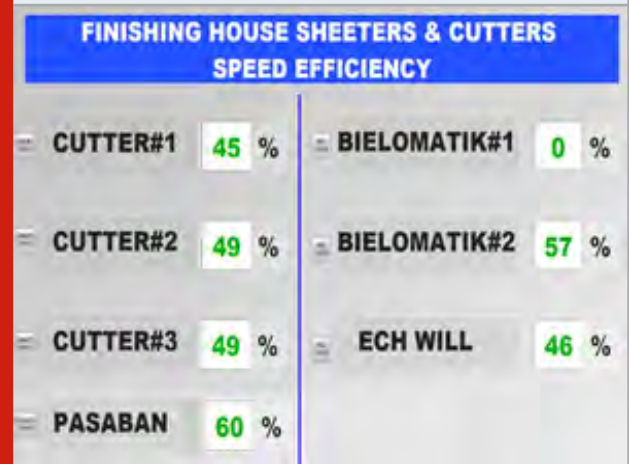 FINISHING HOUSE SHEETERS & CUTTERS
SPEED EFFICIENCY
CUTTER#1 45 %
CUTTER#2 49 %
CUTTER#3 49 %
PASABAN 60 %
BIELOMATIK#1 0 %
BIELOMATIK#2 57 %
ECH WILL 46 %